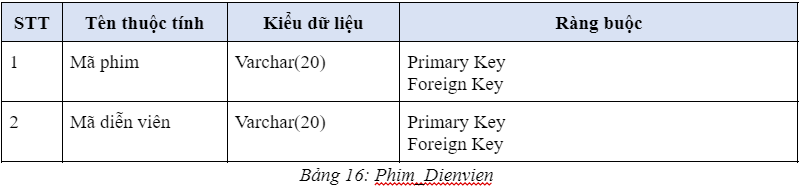 STT Tên thuộc tính Kiểu dữ liệu Ràng buộc
1 Mã phim Varchar(20) Primary Key
Foreign Key
2 Mã diễn viên Varchar(20) Primary Key
Foreign Key
Bảng 16: Phim_Dienvien